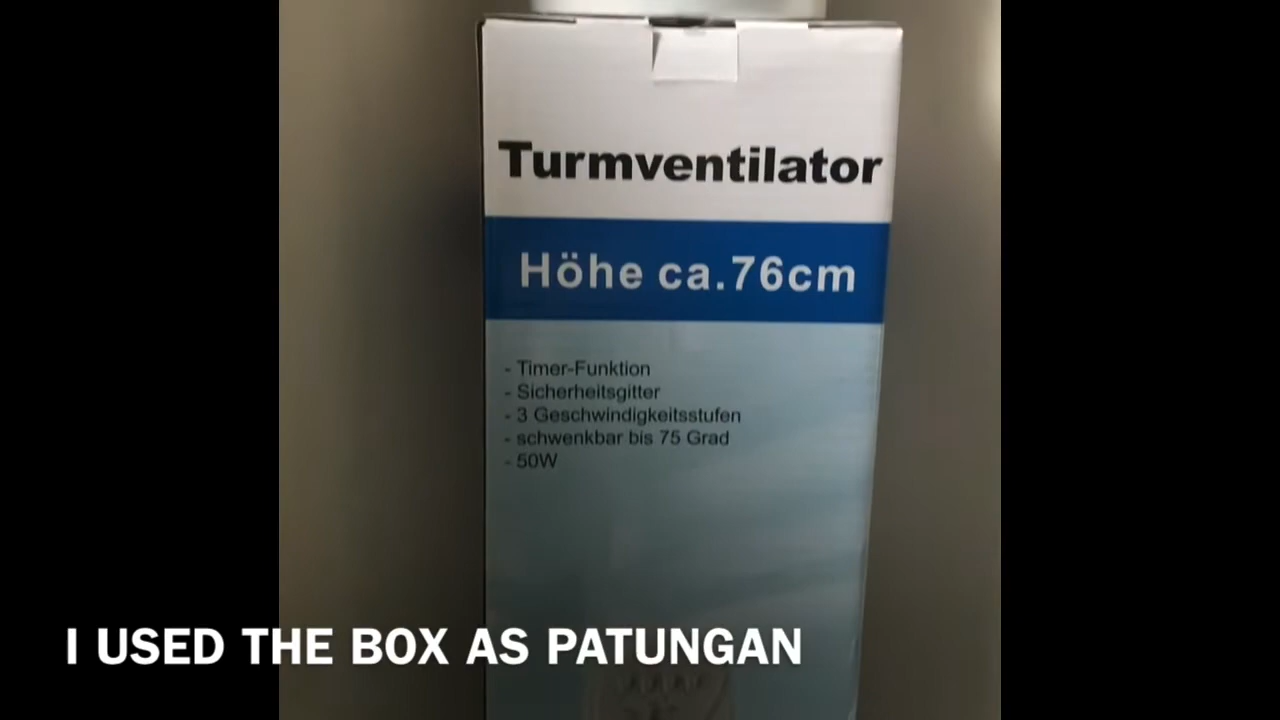 Turmventilator
Höhe ca.76cm
- Timer-Funktion
- Sicherheitsgitter
- 3 Geschwindigkeitsstufen
- schwenkbar bis 75 Grad
- 50W
I USED THE BOX AS PATUNGAN